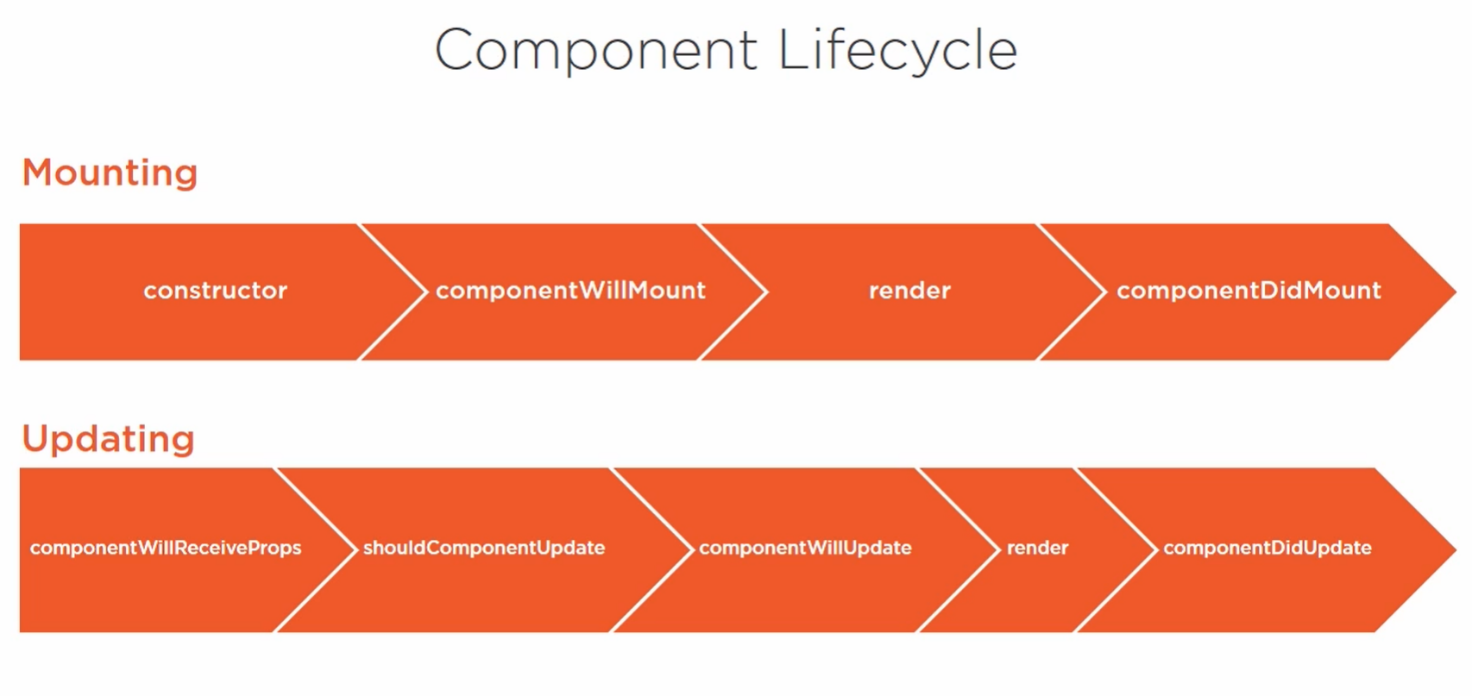 Component Lifecycle
Mounting
constructor
componentWillMount
render
componentDidMount
Updating
componentWillReceiveProps
shouldComponentUpdate
componentWillUpdate
render
componentDidUpdate